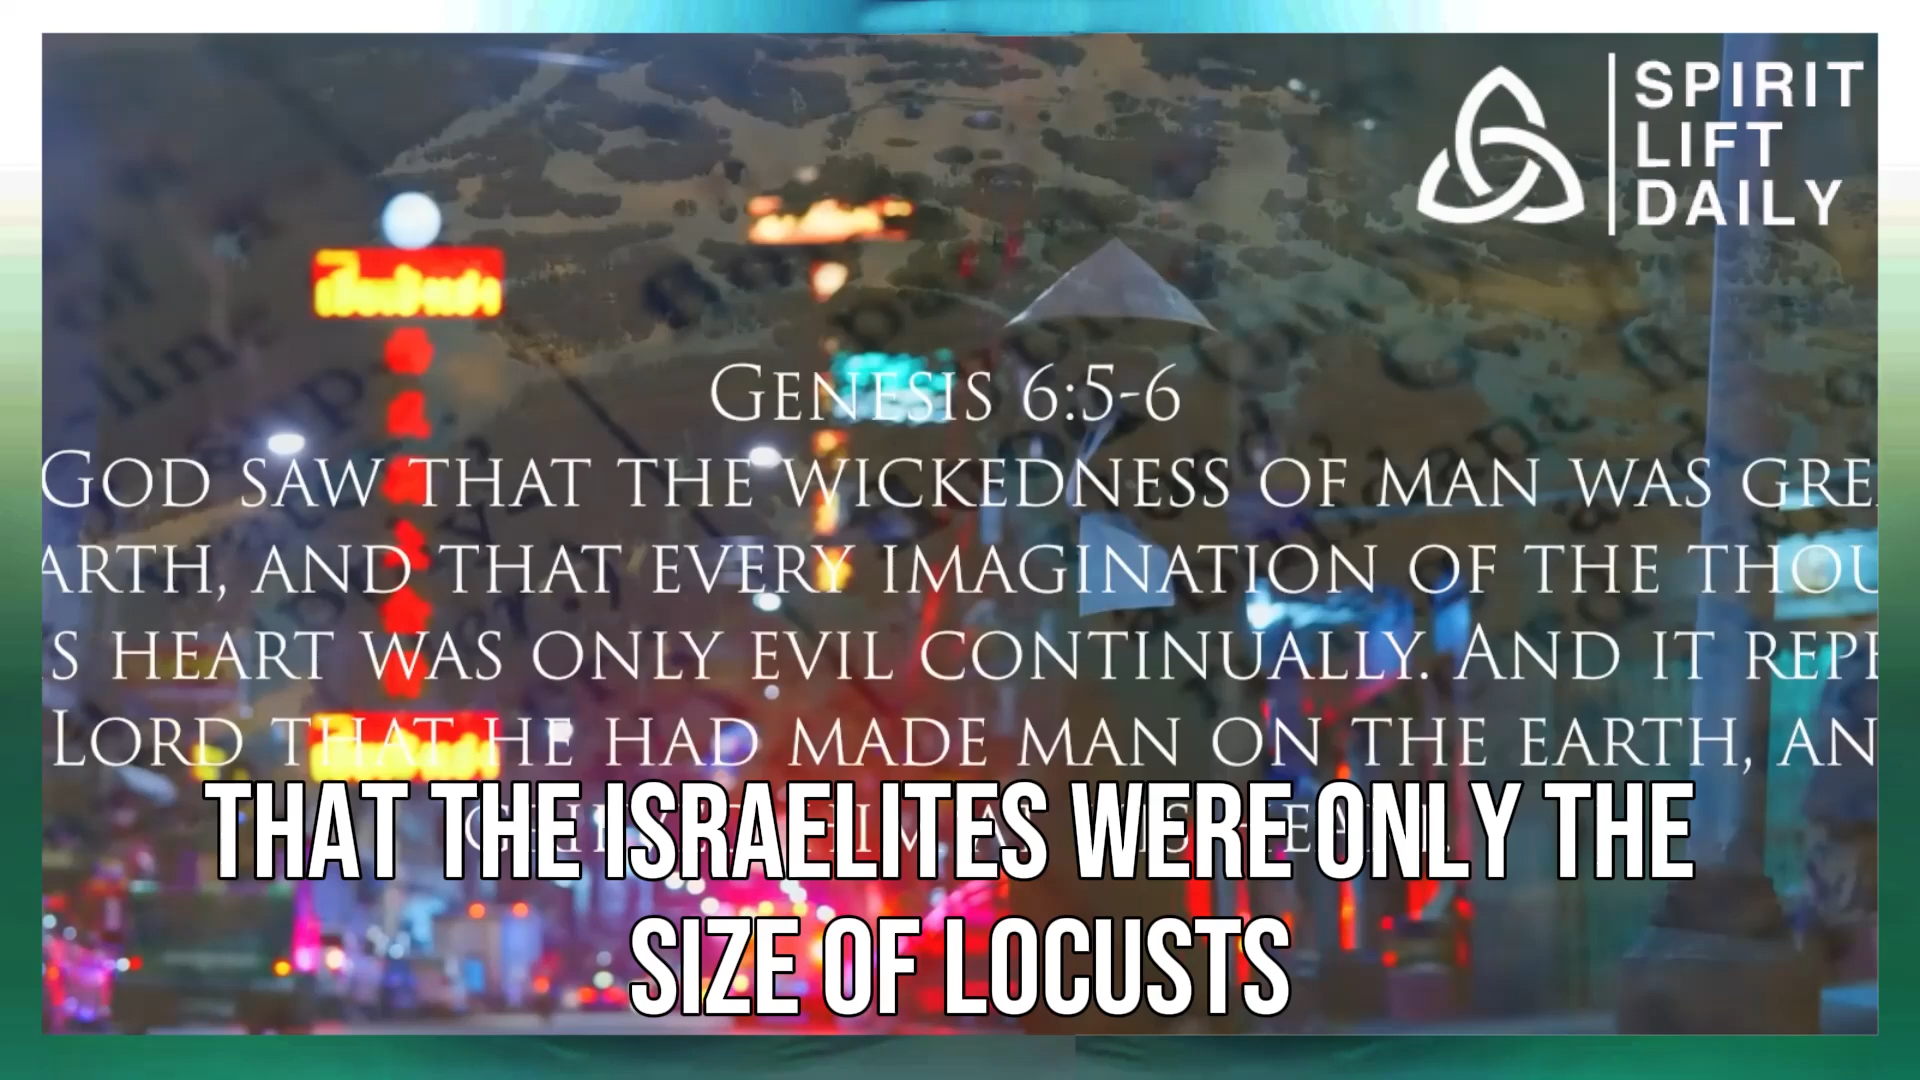 SPIRIT
LIFT
DAILY
GENESIS 6:5-6
GOD SAW THAT THE WICKEDNESS OF MAN WAS GRE
ARTH, AND THAT EVERY IMAGINATION OF THE THOU
S HEART WAS ONLY EVIL CONTINUALLY. AND IT REPE
LORD THAT HE HAD MADE MAN ON THE EARTH, AN
THAT THE ISRAELITES WERE ONLY THE
SIZE OF LOCUSTS